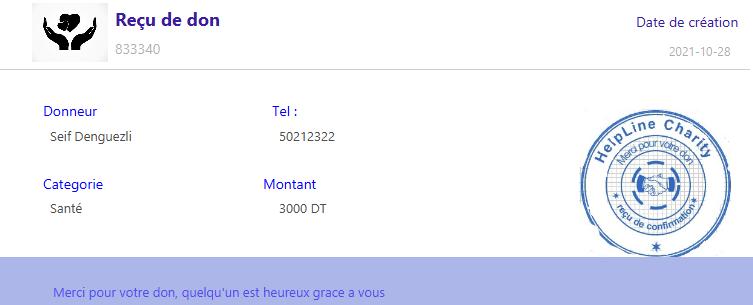 Reçu de don
833340
Date de création
2021-10-28
Donneur
Tel :
Seif Denguezli
50212322
Categorie
Montant
Santé
3000 DT
HelpLine Charity
Merci pour votre don
reçu de confirmation
Merci pour votre don, quelqu'un est heureux grace a vous